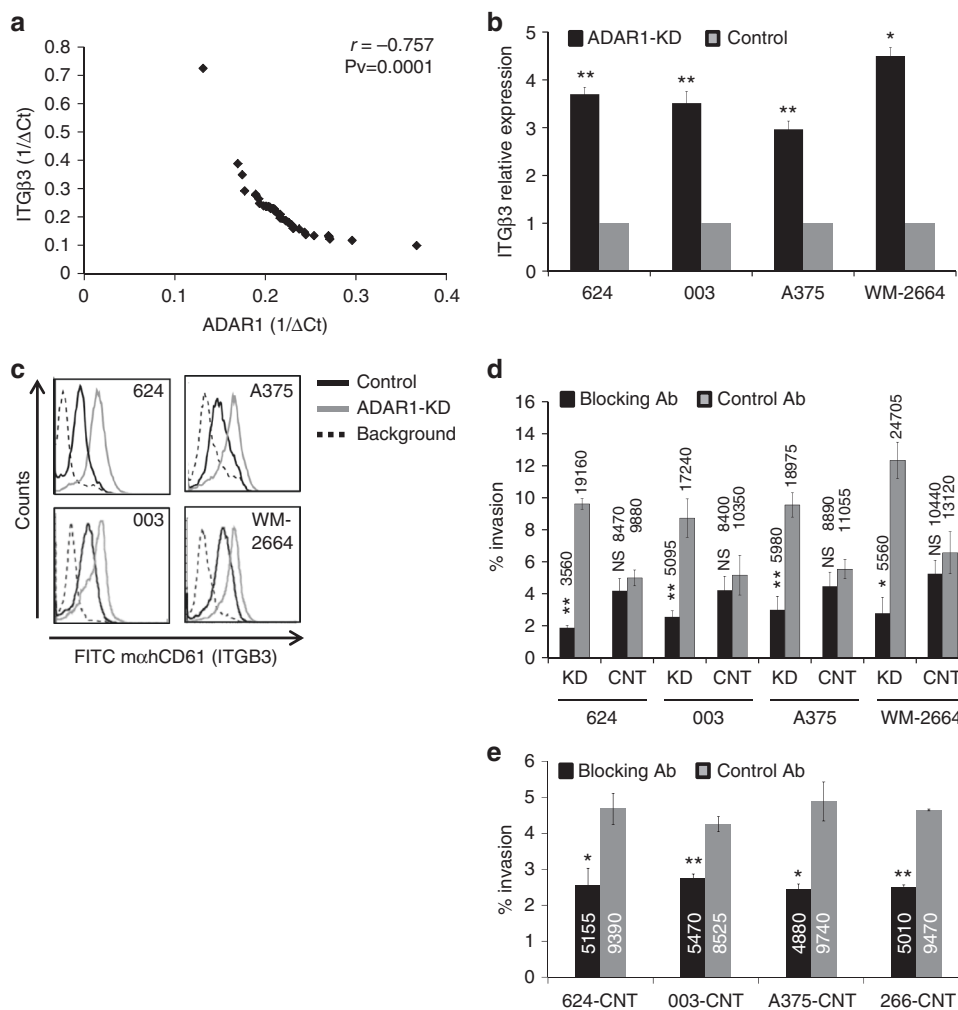 a
r = –0.757
Pv=0.0001
ITGβ3 (1/ΔCt)
0.8
0.7
0.6
0.5
0.4
0.3
0.2
0.1
0
0 0.1 0.2 0.3 0.4
ADAR1 (1/ΔCt)
b
ADAR1-KD Control
ITGβ3 relative expression
5
4
3
2
1
0
** ** ** *
624 003 A375 WM-2664
c
624 A375
003 WM-
2664
Control
ADAR1-KD
Background
Counts
FITC mαhCD61 (ITGB3)
d
Blocking Ab Control Ab
% invasion
16
14
12
10
8
6
4
2
0
** 3560 19160 NS 8470 9880
** 5095 17240 NS 8400 10350
** 5980 18975 NS 8890 11055
* 5560 24705 NS 10440 13120
KD CNT KD CNT KD CNT KD CNT
624 003 A375 WM-2664
e
Blocking Ab Control Ab
% invasion
6
5
4
3
2
1
0
* ** * **
5155 9390 5470 8525 4880 9740 5010 9470
624-CNT 003-CNT A375-CNT 266-CNT